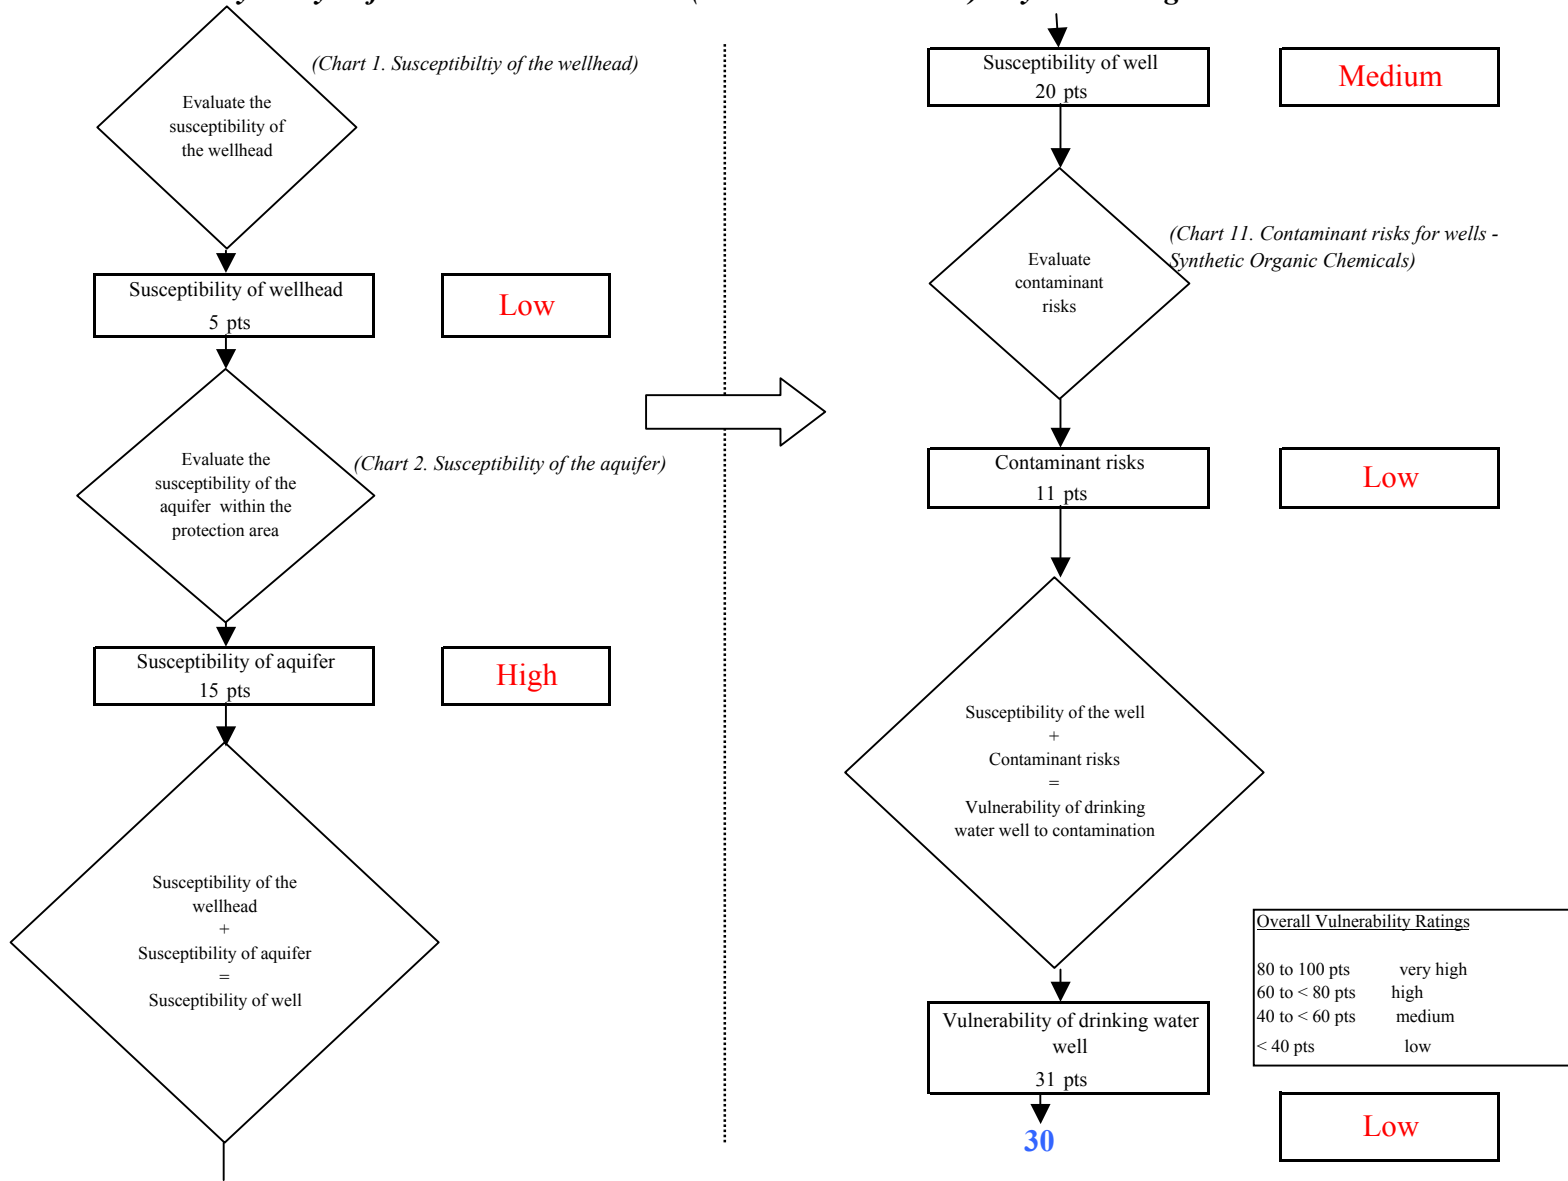 (Chart 1. Susceptibiltiy of the wellhead)
Evaluate the
susceptibility of
the wellhead
Susceptibility of wellhead
5 pts
Low
Evaluate the
susceptibility of the
aquifer within the
protection area
(Chart 2. Susceptibility of the aquifer)
Susceptibility of aquifer
15 pts
High
Susceptibility of the
wellhead
+
Susceptibility of aquifer
=
Susceptibility of well
Susceptibility of well
20 pts
Medium
Evaluate
contaminant
risks
(Chart 11. Contaminant risks for wells -
Synthetic Organic Chemicals)
Contaminant risks
11 pts
Low
Susceptibility of the well
+
Contaminant risks
=
Vulnerability of drinking
water well to contamination
Overall Vulnerability Ratings
80 to 100 pts very high
60 to < 80 pts high
40 to < 60 pts medium
< 40 pts low
Vulnerability of drinking water
well
31 pts
30
Low